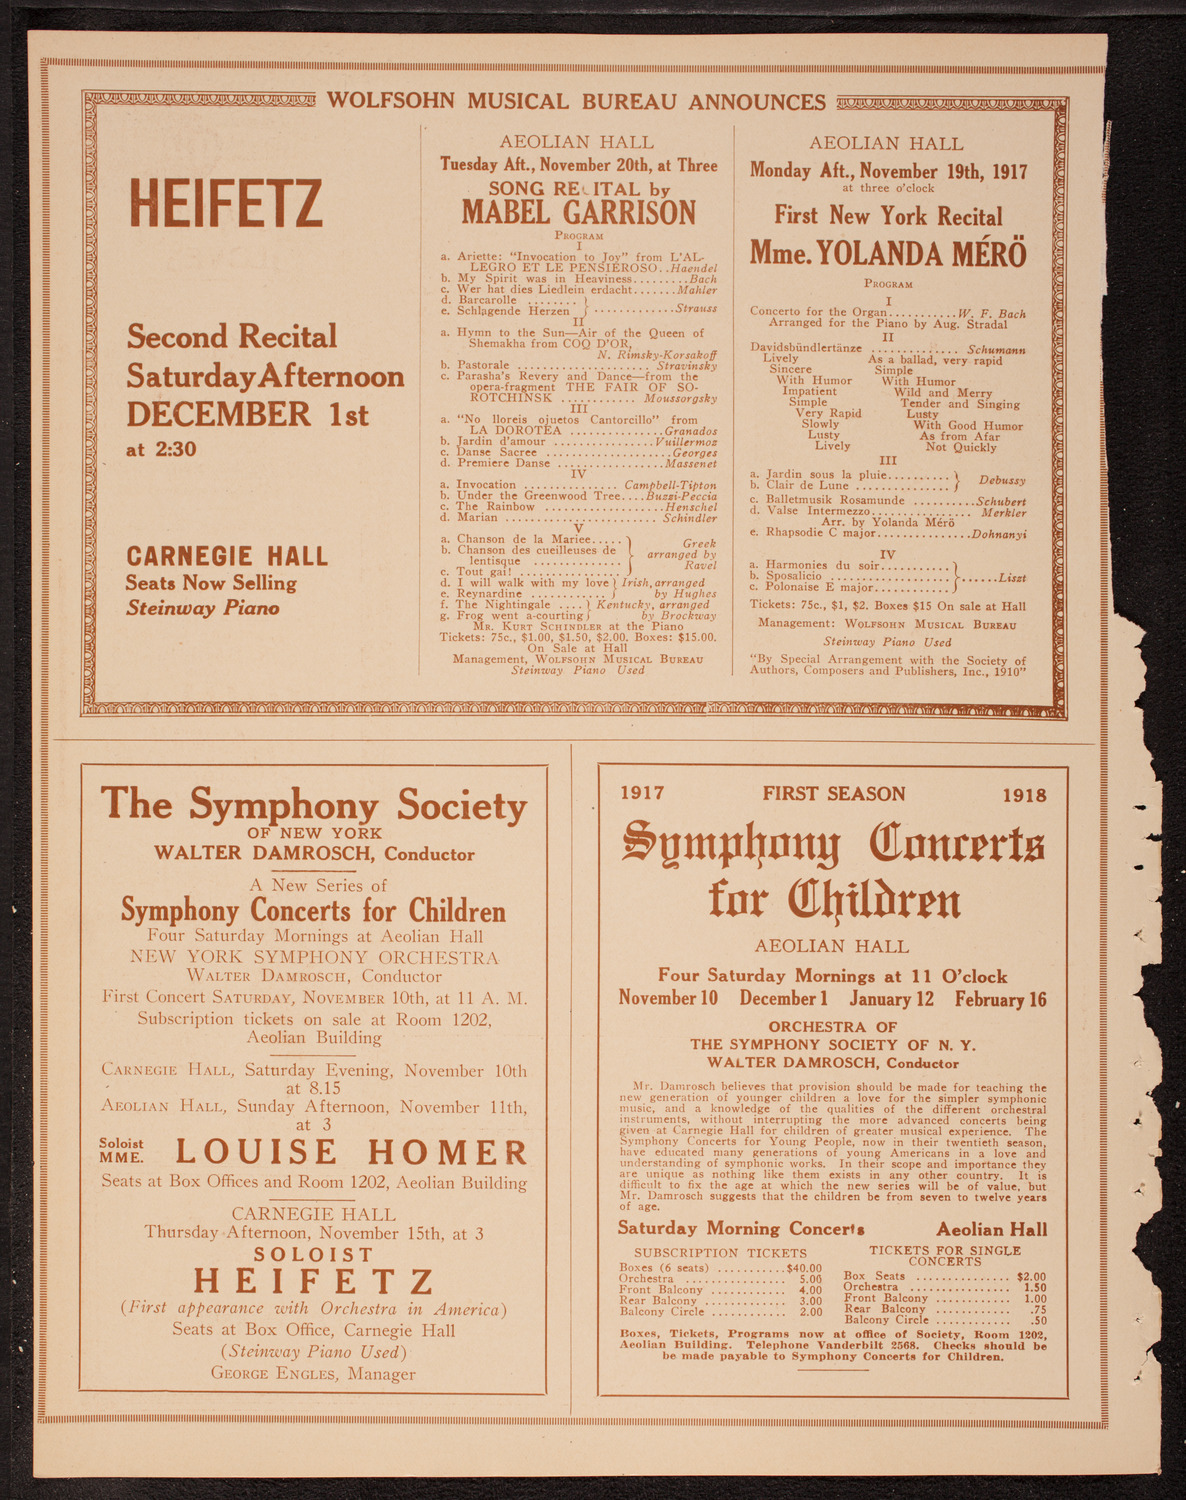 WOLFSOHN MUSICAL BUREAU ANNOUNCES
HEIFETZ
Second Recital
Saturday Afternoon
DECEMBER 1st
at 2:30
CARNEGIE HALL
Seats Now Selling
Steinway Piano
AEOLIAN HALL
Tuesday Aft., November 20th, at Three
SONG RECITAL by
MABEL GARRISON
PROGRAM
I
a. Ariette: "Invocation to Joy" from L'AL-
LEGRO ET LE PENSIEROSO..Haendel
b. My Spirit was in Heaviness.........Bach
c. Wer hat dies Liedlein erdacht.......Mahler
d. Barcarolle ........ }
e. Schlagende Herzen } .............Strauss
II
a. Hymn to the Sun—Air of the Queen of
Shemakha from COQ D'OR,
N. Rimsky-Korsakoff
b. Pastorale .................... Stravinsky
c. Parasha's Revery and Dance—from the
opera-fragment THE FAIR OF SO-
ROTCHINSK ........... Moussorgsky
III
a. "No lloreis ojuetos Cantorcillo" from
LA DOROTEA ..............Granados
b. Jardin d'amour ................Vuillermoz
c. Danse Sacree ....................Georges
d. Premiere Danse .................Massenet
IV
a. Invocation ............... Campbell-Tipton
b. Under the Greenwood Tree....Buzzi-Peccia
c. The Rainbow ...................Henschel
d. Marian ........................ Schindler
V
a. Chanson de la Mariee..... } Greek
b. Chanson des cueilleuses de } arranged by
lentisque .............. } Ravel
c. Tout gai! ................ }
d. I will walk with my love } Irish, arranged
e. Reynardine ............ } by Hughes
f. The Nightingale .... } Kentucky, arranged
g. Frog went a-courting } by Brockway
MR. KURT SCHINDLER at the Piano
Tickets: 75c., $1.00, $1.50, $2.00. Boxes: $15.00.
On Sale at Hall
Management, WOLFSOHN MUSICAL BUREAU
Steinway Piano Used
AEOLIAN HALL
Monday Aft., November 19th, 1917
at three o'clock
First New York Recital
Mme. YOLANDA MÉRÖ
PROGRAM
I
Concerto for the Organ...........W. F. Bach
Arranged for the Piano by Aug. Stradal
II
Davidsbündlertänze .............. Schumann
Lively As a ballad, very rapid
Sincere Simple
With Humor With Humor
Impatient Wild and Merry
Simple Tender and Singing
Very Rapid Lusty
Slowly With Good Humor
Lusty As from Afar
Lively Not Quickly
III
a. Jardin sous la pluie.......... } Debussy
b. Clair de Lune ............... }
c. Balletmusik Rosamunde ..........Schubert
d. Valse Intermezzo................ Merkler
Arr. by Yolanda Mérö
e. Rhapsodie C major...............Dohnanyi
IV
a. Harmonies du soir............ }
b. Sposalicio .................... }......Liszt
c. Polonaise E major............ }
Tickets: 75c., $1, $2. Boxes $15 On sale at Hall
Management: WOLFSOHN MUSICAL BUREAU
Steinway Piano Used
"By Special Arrangement with the Society of
Authors, Composers and Publishers, Inc., 1910"
The Symphony Society
OF NEW YORK
WALTER DAMROSCH, Conductor
A New Series of
Symphony Concerts for Children
Four Saturday Mornings at Aeolian Hall
NEW YORK SYMPHONY ORCHESTRA
WALTER DAMROSCH, Conductor
First Concert SATURDAY, NOVEMBER 10th, at 11 A. M.
Subscription tickets on sale at Room 1202,
Aeolian Building
CARNEGIE HALL, Saturday Evening, November 10th
at 8.15
AEOLIAN HALL, Sunday Afternoon, November 11th,
at 3
Soloist MME. LOUISE HOMER
Seats at Box Offices and Room 1202, Aeolian Building
CARNEGIE HALL
Thursday Afternoon, November 15th, at 3
SOLOIST
HEIFETZ
(First appearance with Orchestra in America)
Seats at Box Office, Carnegie Hall
(Steinway Piano Used)
GEORGE ENGLES, Manager
1917 FIRST SEASON 1918
Symphony Concerts
for Children
AEOLIAN HALL
Four Saturday Mornings at 11 O'clock
November 10 December 1 January 12 February 16
ORCHESTRA OF
THE SYMPHONY SOCIETY OF N. Y.
WALTER DAMROSCH, Conductor
Mr. Damrosch believes that provision should be made for teaching the
new generation of younger children a love for the simpler symphonic
music, and a knowledge of the qualities of the different orchestral
instruments, without interrupting the more advanced concerts being
given at Carnegie Hall for children of greater musical experience. The
Symphony Concerts for Young People, now in their twentieth season,
have educated many generations of young Americans in a love and
understanding of symphonic works. In their scope and importance they
are unique as nothing like them exists in any other country. It is
difficult to fix the age at which the new series will be of value, but
Mr. Damrosch suggests that the children be from seven to twelve years
of age.
Saturday Morning Concerts Aeolian Hall
SUBSCRIPTION TICKETS
Boxes (6 seats) ...........$40.00
Orchestra ................ 5.00
Front Balcony ............ 4.00
Rear Balcony ............. 3.00
Balcony Circle ............ 2.00
TICKETS FOR SINGLE
CONCERTS
Box Seats ............... $2.00
Orchestra ................ 1.50
Front Balcony ............ 1.00
Rear Balcony ............ .75
Balcony Circle ............ .50
Boxes, Tickets, Programs now at office of Society, Room 1202,
Aeolian Building. Telephone Vanderbilt 2568. Checks should be
be made payable to Symphony Concerts for Children.